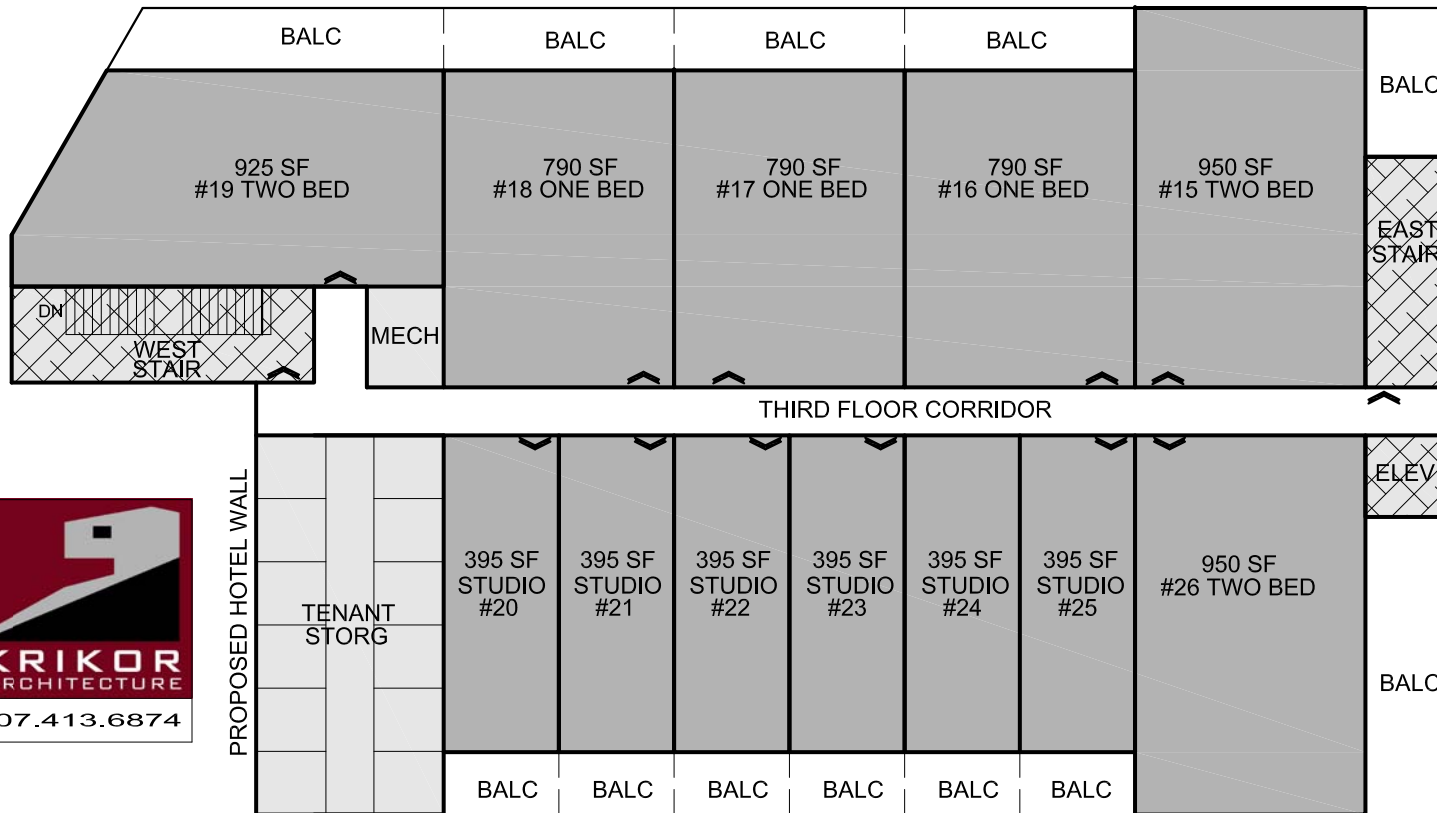 BALC
BALC
BALC
BALC
BALC
925 SF
#19 TWO BED
790 SF
#18 ONE BED
790 SF
#17 ONE BED
790 SF
#16 ONE BED
950 SF
#15 TWO BED
EAST
STAIR
DN
WEST
STAIR
MECH
THIRD FLOOR CORRIDOR
ELEV
PROPOSED HOTEL WALL
TENANT
STORG
395 SF
STUDIO
#20
395 SF
STUDIO
#21
395 SF
STUDIO
#22
395 SF
STUDIO
#23
395 SF
STUDIO
#24
395 SF
STUDIO
#25
950 SF
#26 TWO BED
BALC
KRIKOR
RCHITECTURE
07.413.6874
BALC
BALC
BALC
BALC
BALC
BALC